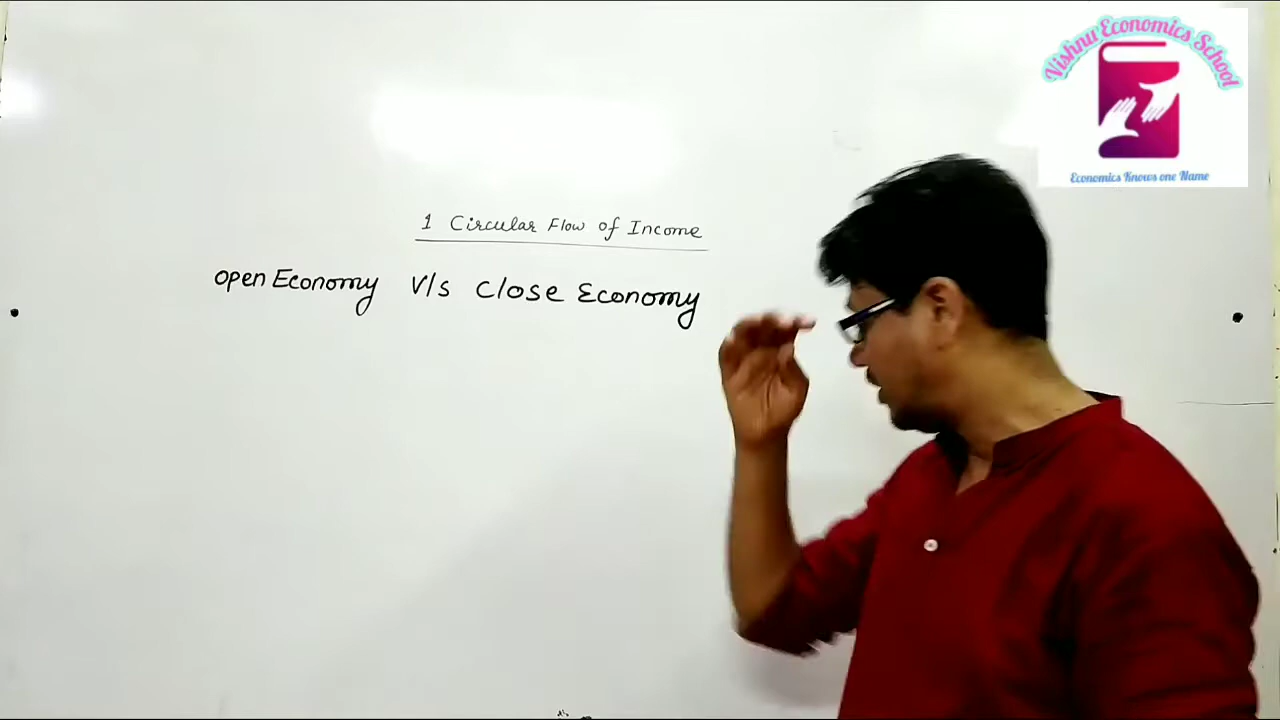 Vishnu Economics School
Economics Knows one Name
1 Circular Flow of Income
open Economy V/s Close Economy